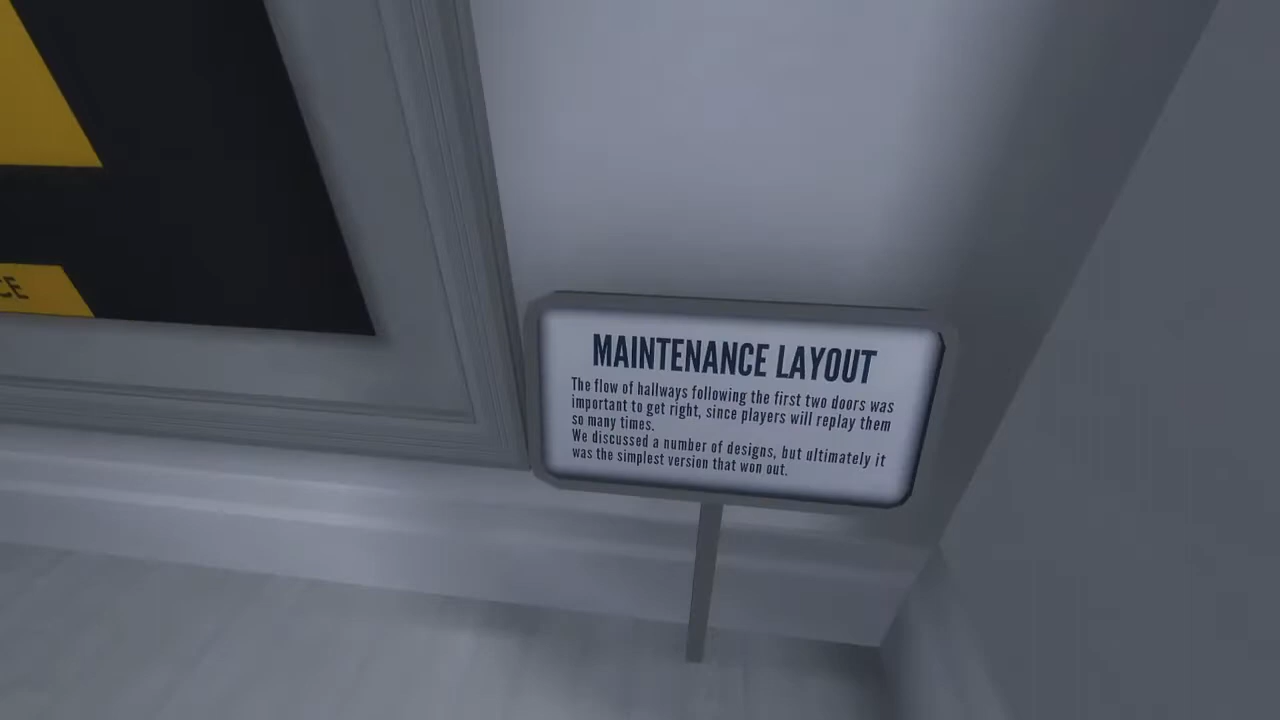 CE
MAINTENANCE LAYOUT
The flow of hallways following the first two doors was
important to get right, since players will replay them
so many times.
We discussed a number of designs, but ultimately it
was the simplest version that won out.